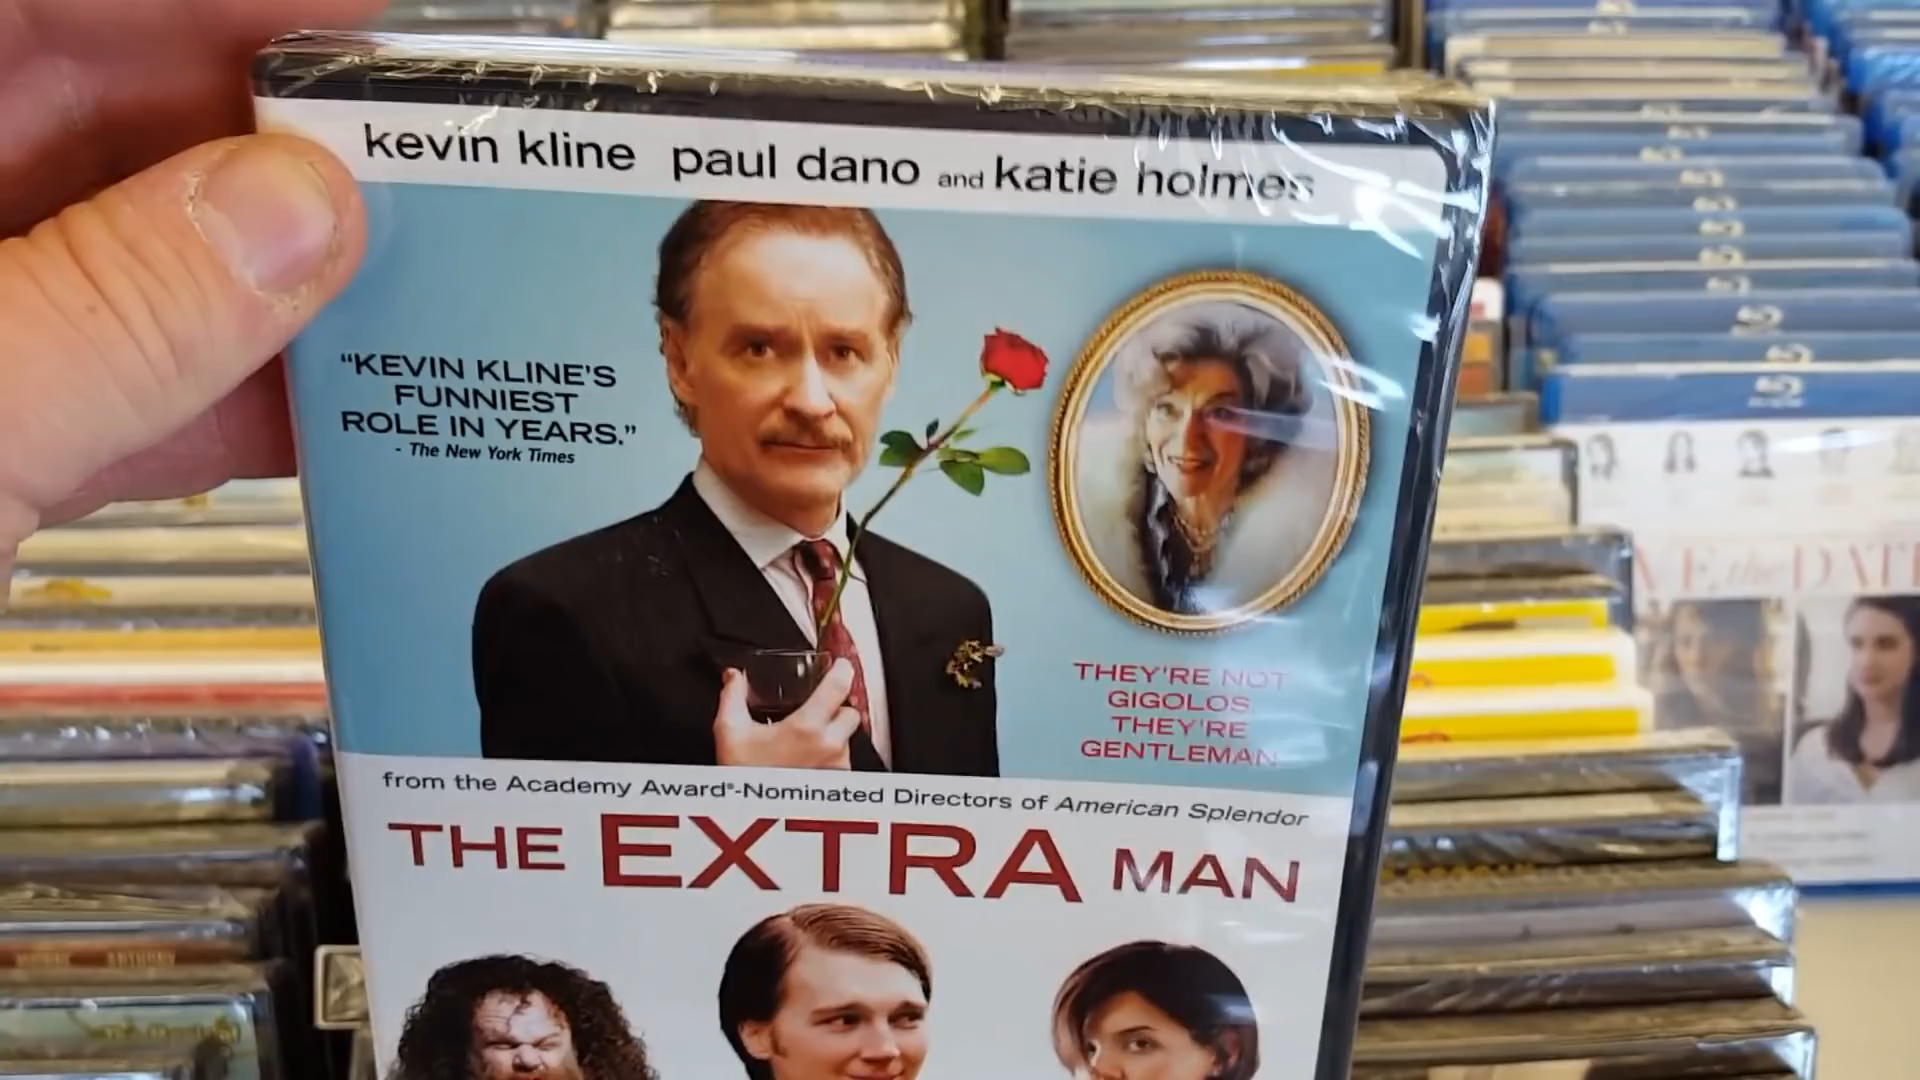 kevin kline paul dano and katie holmes
“KEVIN KLINE'S
FUNNIEST
ROLE IN YEARS.”
- The New York Times
THEY'RE NOT
GIGOLOS
THEY'RE
GENTLEMAN
from the Academy Award®-Nominated Directors of American Splendor
THE EXTRA MAN